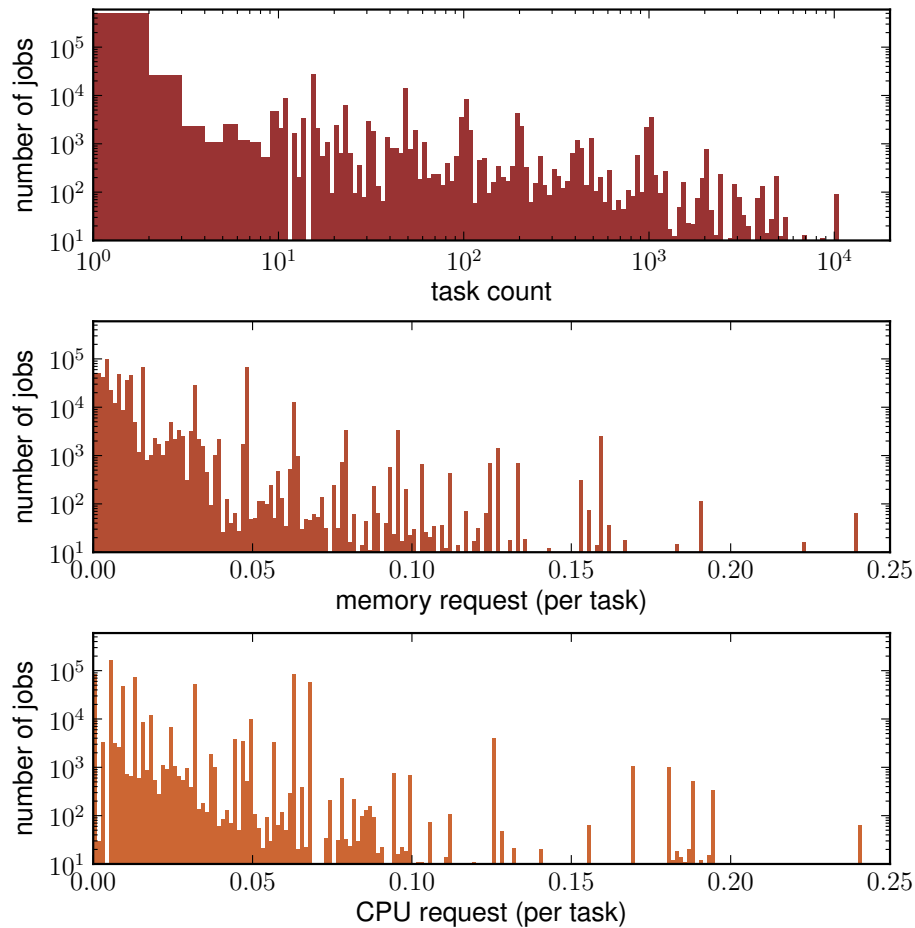 number of jobs
10^5
10^4
10^3
10^2
10^1
10^0 10^1 10^2 10^3 10^4
task count
number of jobs
10^5
10^4
10^3
10^2
10^1
0.00 0.05 0.10 0.15 0.20 0.25
memory request (per task)
number of jobs
10^5
10^4
10^3
10^2
10^1
0.00 0.05 0.10 0.15 0.20 0.25
CPU request (per task)